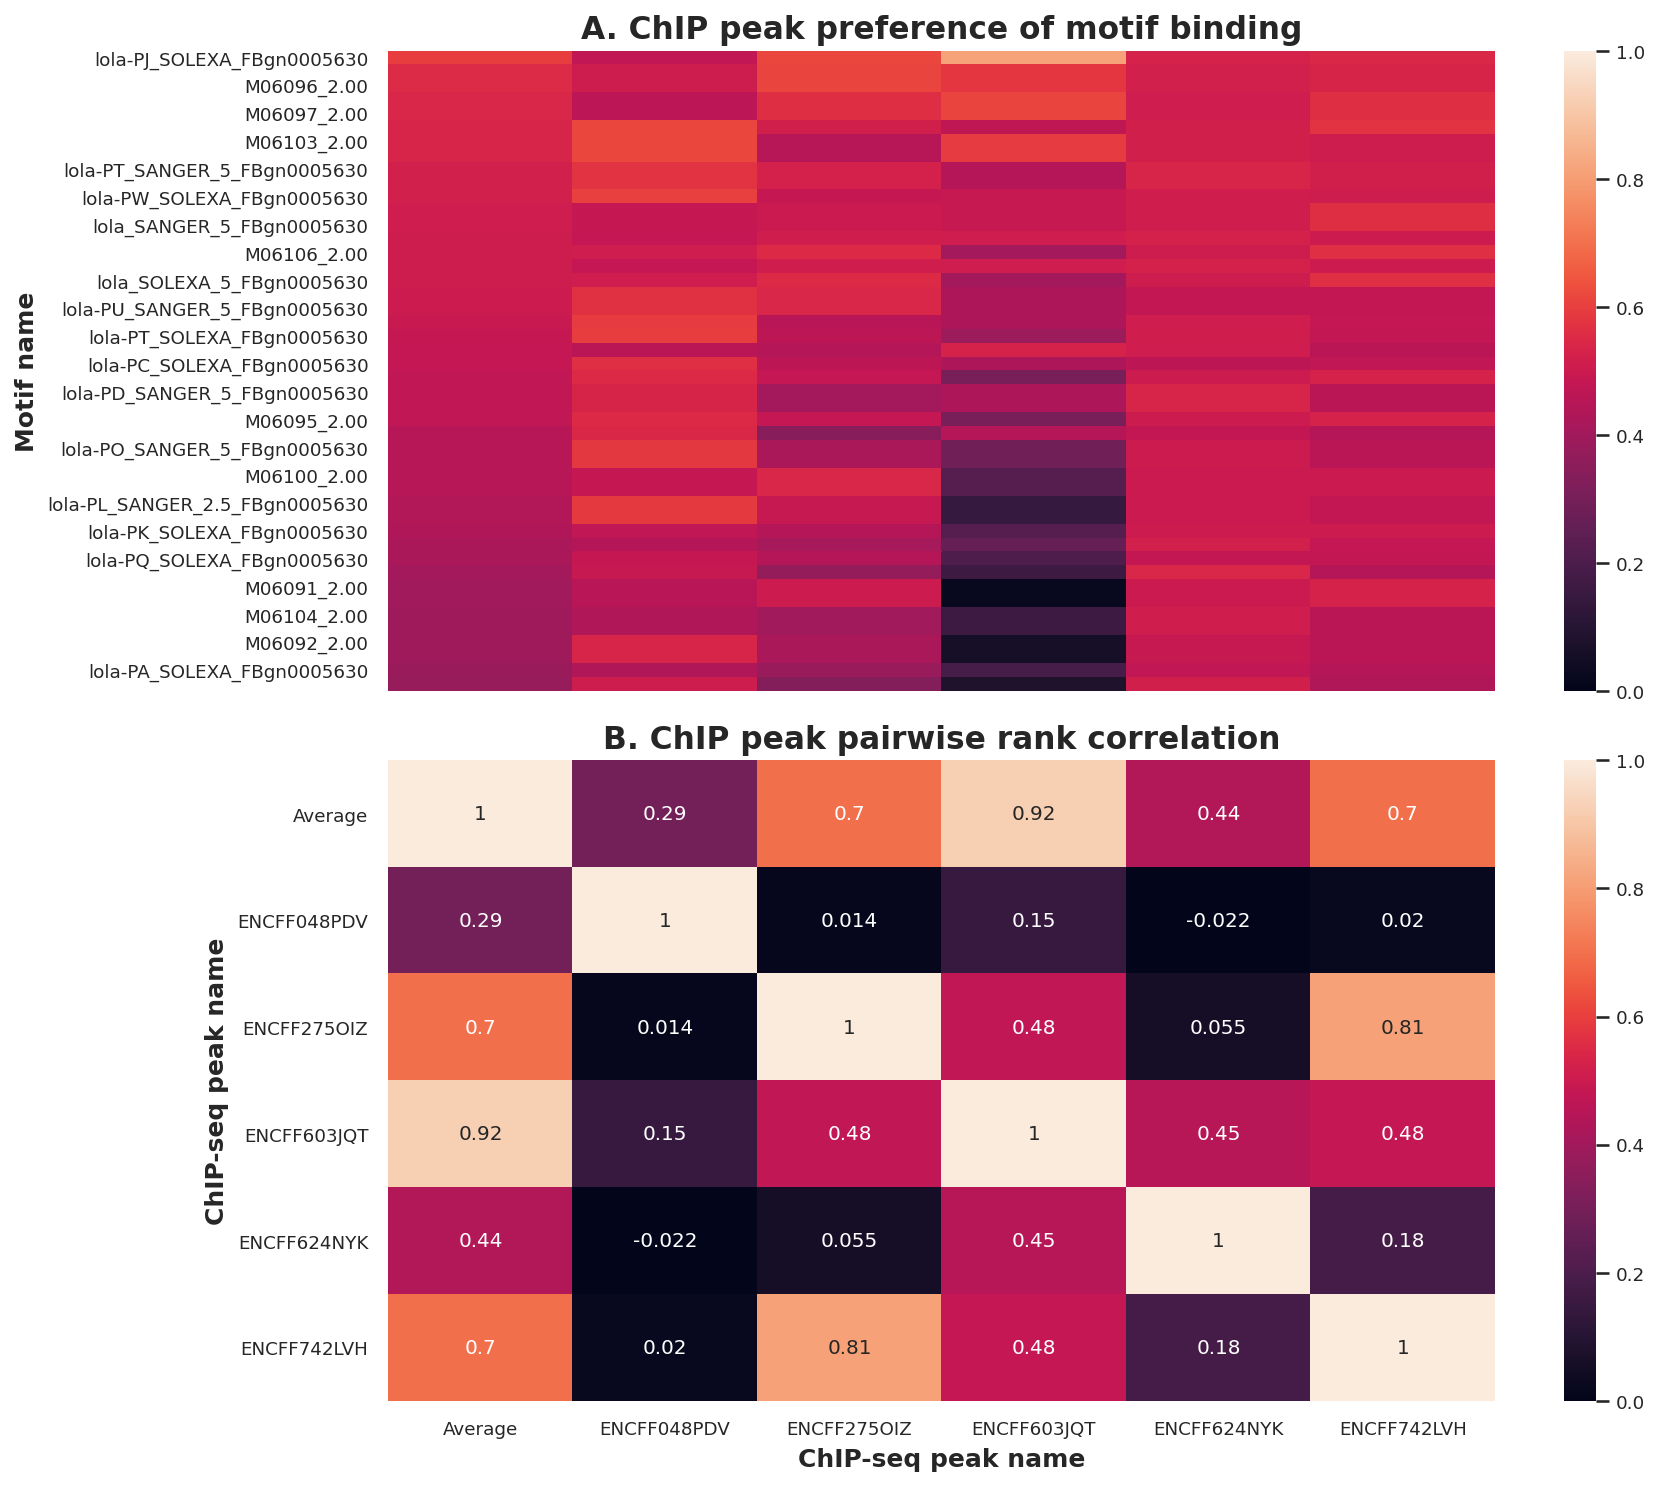 A. ChIP peak preference of motif binding
lola-PJ_SOLEXA_FBgn0005630
M06096_2.00
M06097_2.00
M06103_2.00
lola-PT_SANGER_5_FBgn0005630
lola-PW_SOLEXA_FBgn0005630
lola_SANGER_5_FBgn0005630
M06106_2.00
lola_SOLEXA_5_FBgn0005630
lola-PU_SANGER_5_FBgn0005630
lola-PT_SOLEXA_FBgn0005630
lola-PC_SOLEXA_FBgn0005630
lola-PD_SANGER_5_FBgn0005630
M06095_2.00
lola-PO_SANGER_5_FBgn0005630
M06100_2.00
lola-PL_SANGER_2.5_FBgn0005630
lola-PK_SOLEXA_FBgn0005630
lola-PQ_SOLEXA_FBgn0005630
M06091_2.00
M06104_2.00
M06092_2.00
lola-PA_SOLEXA_FBgn0005630
Motif name
1.0
0.8
0.6
0.4
0.2
0.0
B. ChIP peak pairwise rank correlation
Average 1 0.29 0.7 0.92 0.44 0.7
ENCFF048PDV 0.29 1 0.014 0.15 -0.022 0.02
ENCFF275OIZ 0.7 0.014 1 0.48 0.055 0.81
ENCFF603JQT 0.92 0.15 0.48 1 0.45 0.48
ENCFF624NYK 0.44 -0.022 0.055 0.45 1 0.18
ENCFF742LVH 0.7 0.02 0.81 0.48 0.18 1
ChIP-seq peak name
1.0
0.8
0.6
0.4
0.2
0.0
Average ENCFF048PDV ENCFF275OIZ ENCFF603JQT ENCFF624NYK ENCFF742LVH
ChIP-seq peak name